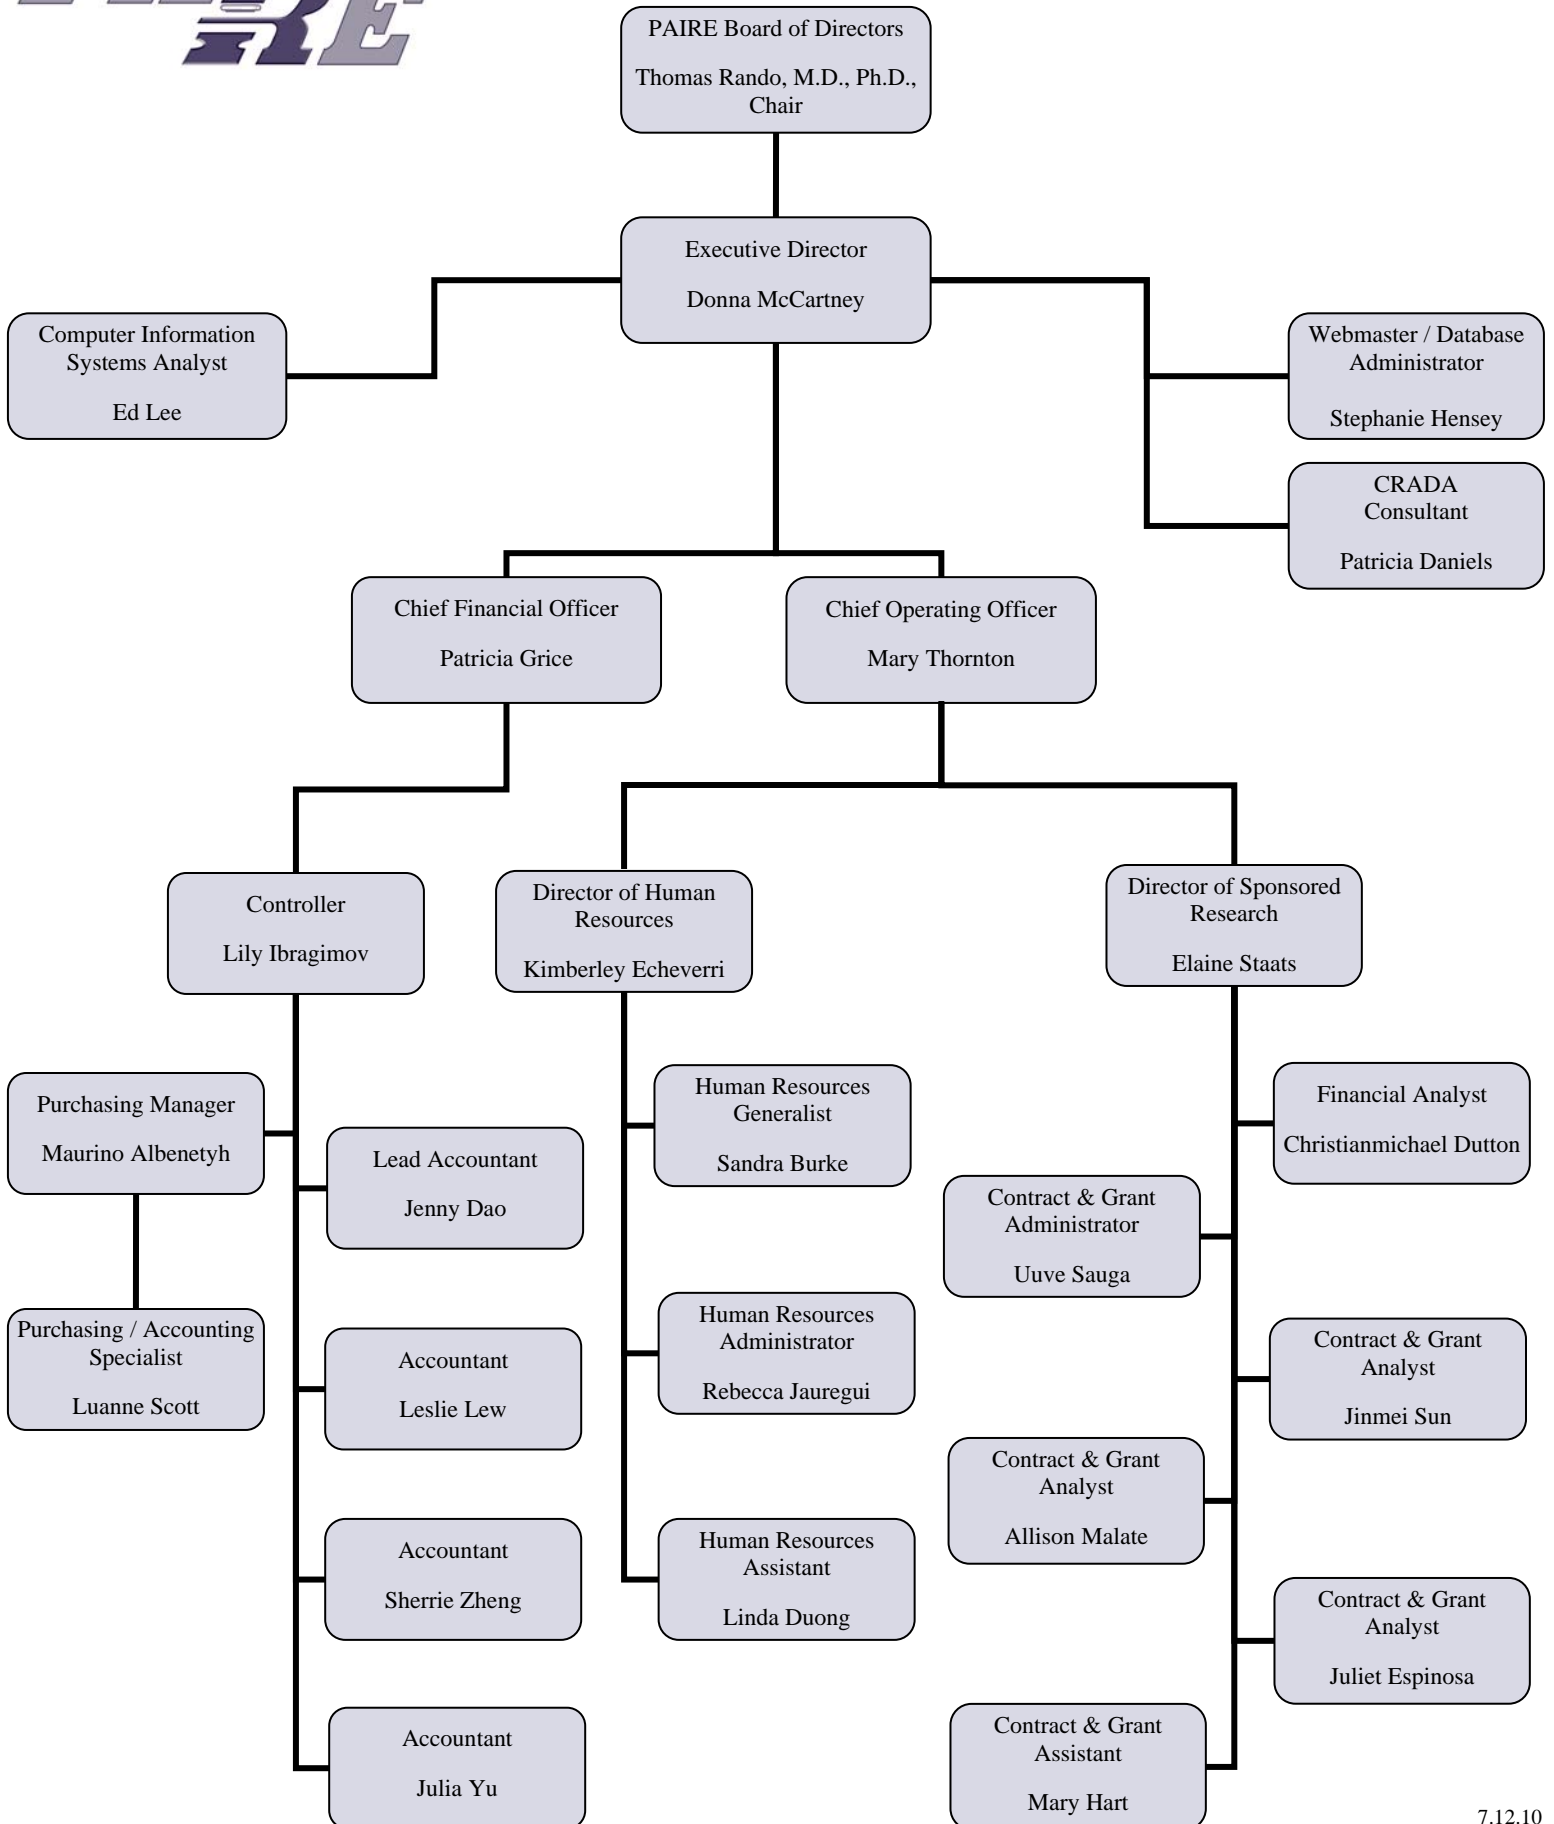 PAIRE Board of Directors
Thomas Rando, M.D., Ph.D.,
Chair
Executive Director
Donna McCartney
Computer Information
Systems Analyst
Ed Lee
Webmaster / Database
Administrator
Stephanie Hensey
CRADA
Consultant
Patricia Daniels
Chief Financial Officer
Patricia Grice
Chief Operating Officer
Mary Thornton
Controller
Lily Ibragimov
Director of Human
Resources
Kimberley Echeverri
Director of Sponsored
Research
Elaine Staats
Purchasing Manager
Maurino Albenetyh
Purchasing / Accounting
Specialist
Luanne Scott
Lead Accountant
Jenny Dao
Accountant
Leslie Lew
Accountant
Sherrie Zheng
Accountant
Julia Yu
Human Resources
Generalist
Sandra Burke
Human Resources
Administrator
Rebecca Jauregui
Human Resources
Assistant
Linda Duong
Financial Analyst
Christianmichael Dutton
Contract & Grant
Administrator
Uuve Sauga
Contract & Grant
Analyst
Jinmei Sun
Contract & Grant
Analyst
Allison Malate
Contract & Grant
Analyst
Juliet Espinosa
Contract & Grant
Assistant
Mary Hart
7.12.10